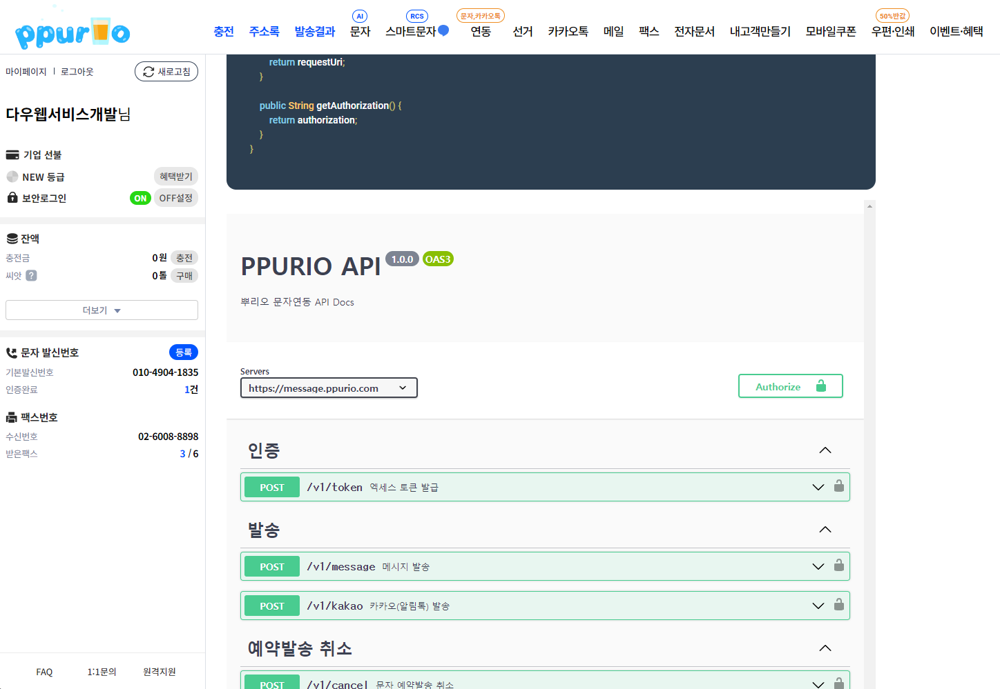 ppurio
AI
RCS
문자,카카오톡
50%반값
충전 주소록 발송결과 문자 스마트문자 연동 선거 카카오톡 메일 팩스 전자문서 내고객만들기 모바일쿠폰 우편·인쇄 이벤트·혜택
마이페이지 | 로그아웃 새로고침
다우웹서비스개발님
기업 선불
NEW 등급 혜택받기
보안로그인 ON OFF설정
잔액
충전금 0원 충전
씨앗 ? 0톨 구매
더보기
문자 발신번호 등록
기본발신번호 010-4904-1835
인증완료 1건
팩스번호
수신번호 02-6008-8898
받은팩스 3 / 6
FAQ 1:1문의 원격지원
return requestUri;
}
public String getAuthorization() {
return authorization;
}
}
PPURIO API 1.0.0 OAS3
뿌리오 문자연동 API Docs
Servers
https://message.ppurio.com
Authorize
인증
POST /v1/token 엑세스 토큰 발급
발송
POST /v1/message 메시지 발송
POST /v1/kakao 카카오(알림톡) 발송
예약발송 취소
POST /v1/cancel 문자 예약발송 취소